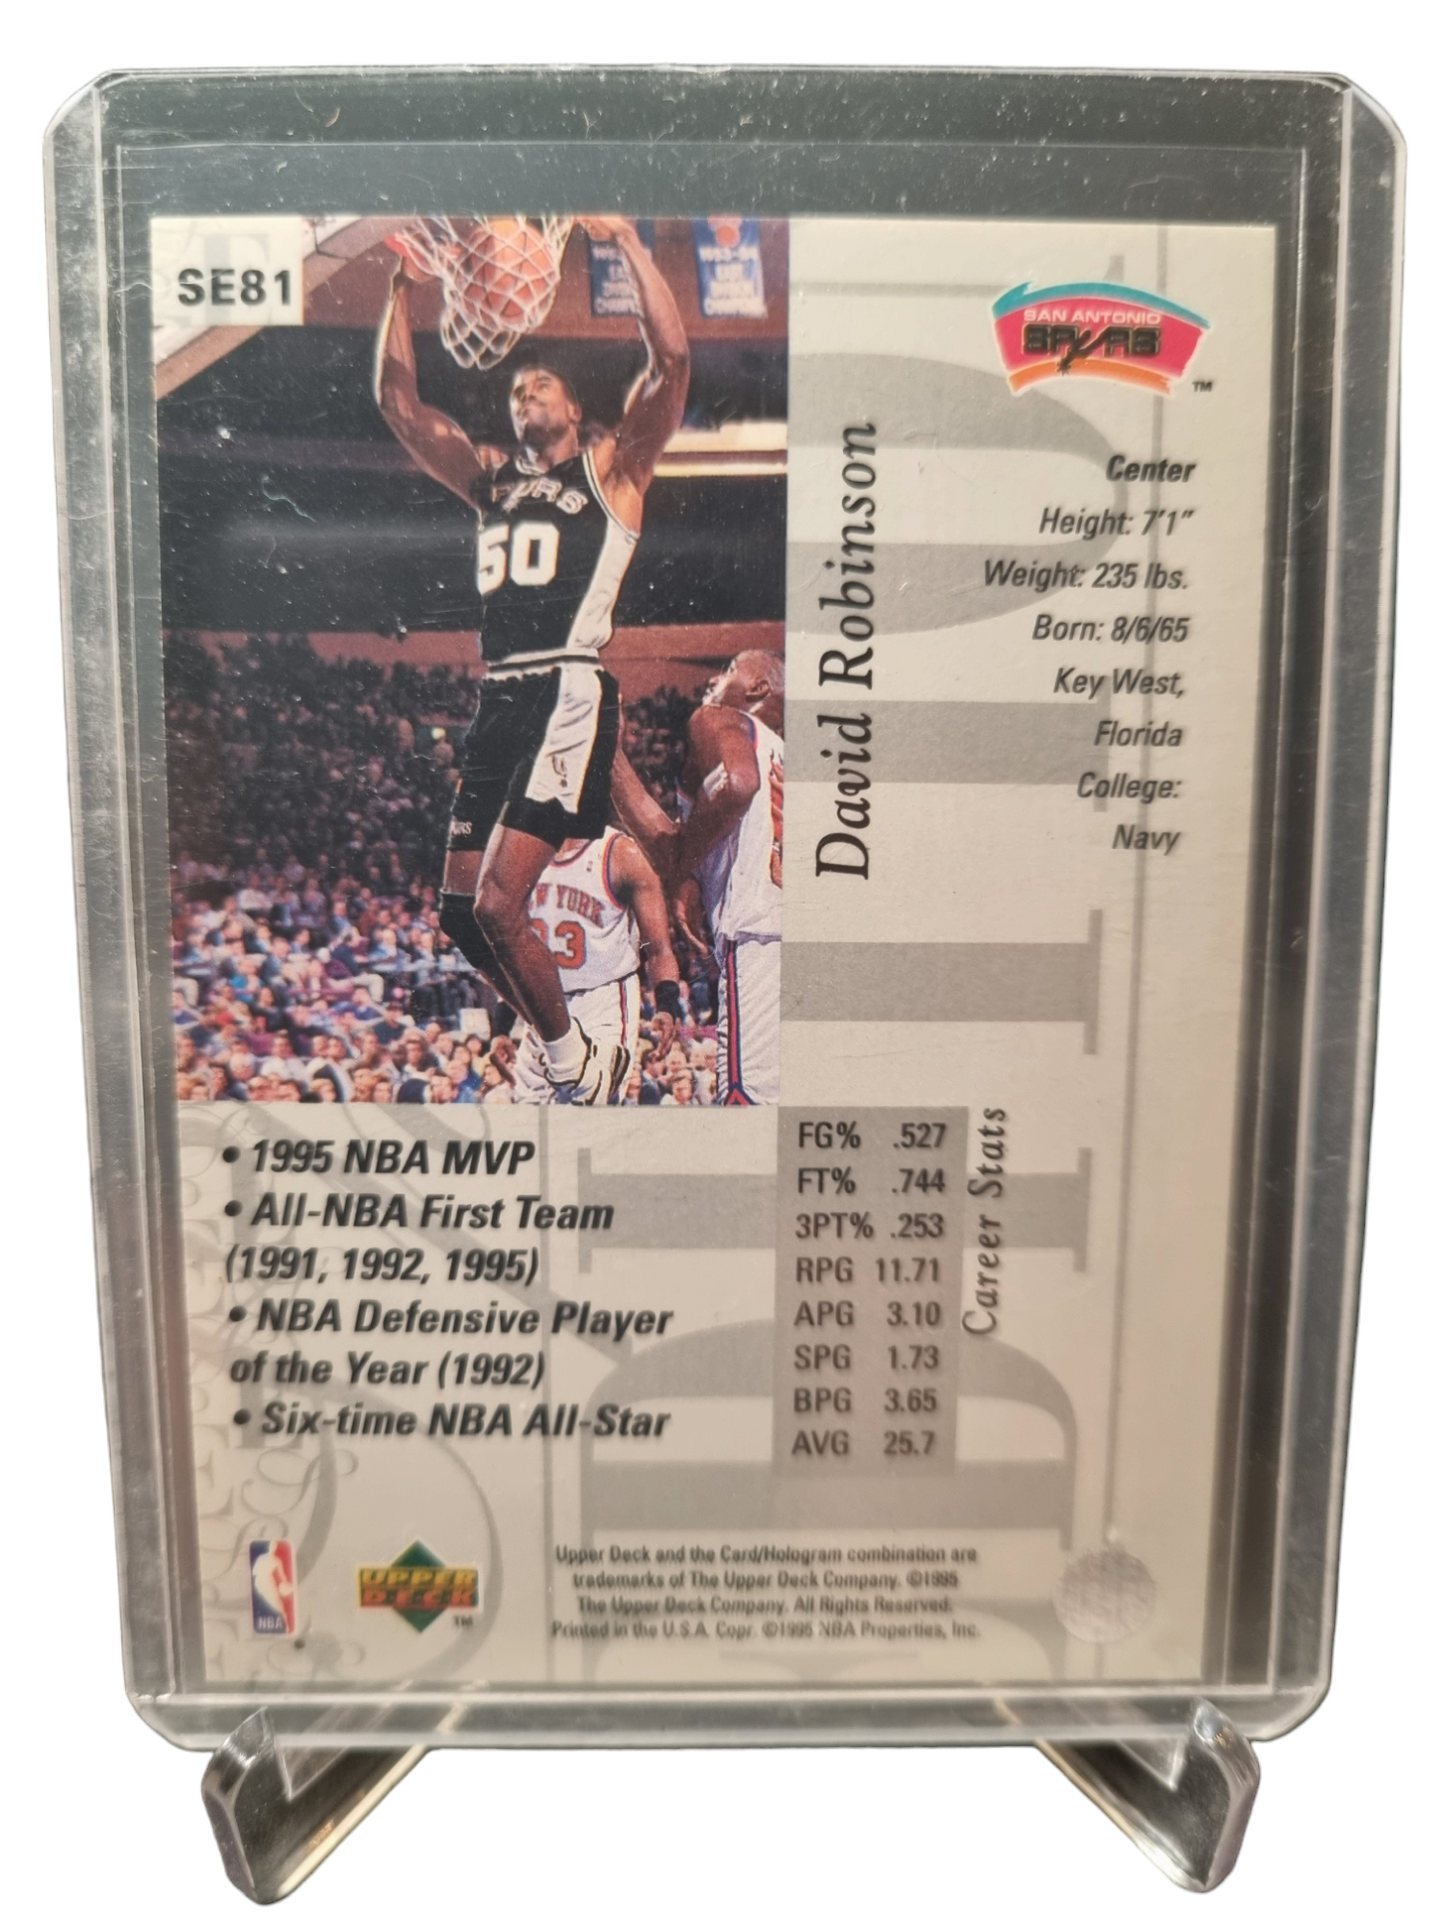 SE81
SAN ANTONIO
SPURS
TM
David Robinson
Center
Height: 7'1"
Weight: 235 lbs.
Born: 8/6/65
Key West,
Florida
College:
Navy
SPURS
50
W YORK
33
• 1995 NBA MVP
• All-NBA First Team
(1991, 1992, 1995)
• NBA Defensive Player
of the Year (1992)
• Six-time NBA All-Star
Career Stats
FG% .527
FT% .744
3PT% .253
RPG 11.71
APG 3.10
SPG 1.73
BPG 3.65
AVG 25.7
NBA
UPPER
DECK
TM
Upper Deck and the Card/Hologram combination are
trademarks of The Upper Deck Company. ©1995
The Upper Deck Company. All Rights Reserved.
Printed in the U.S.A. Copr. ©1995 NBA Properties, Inc.